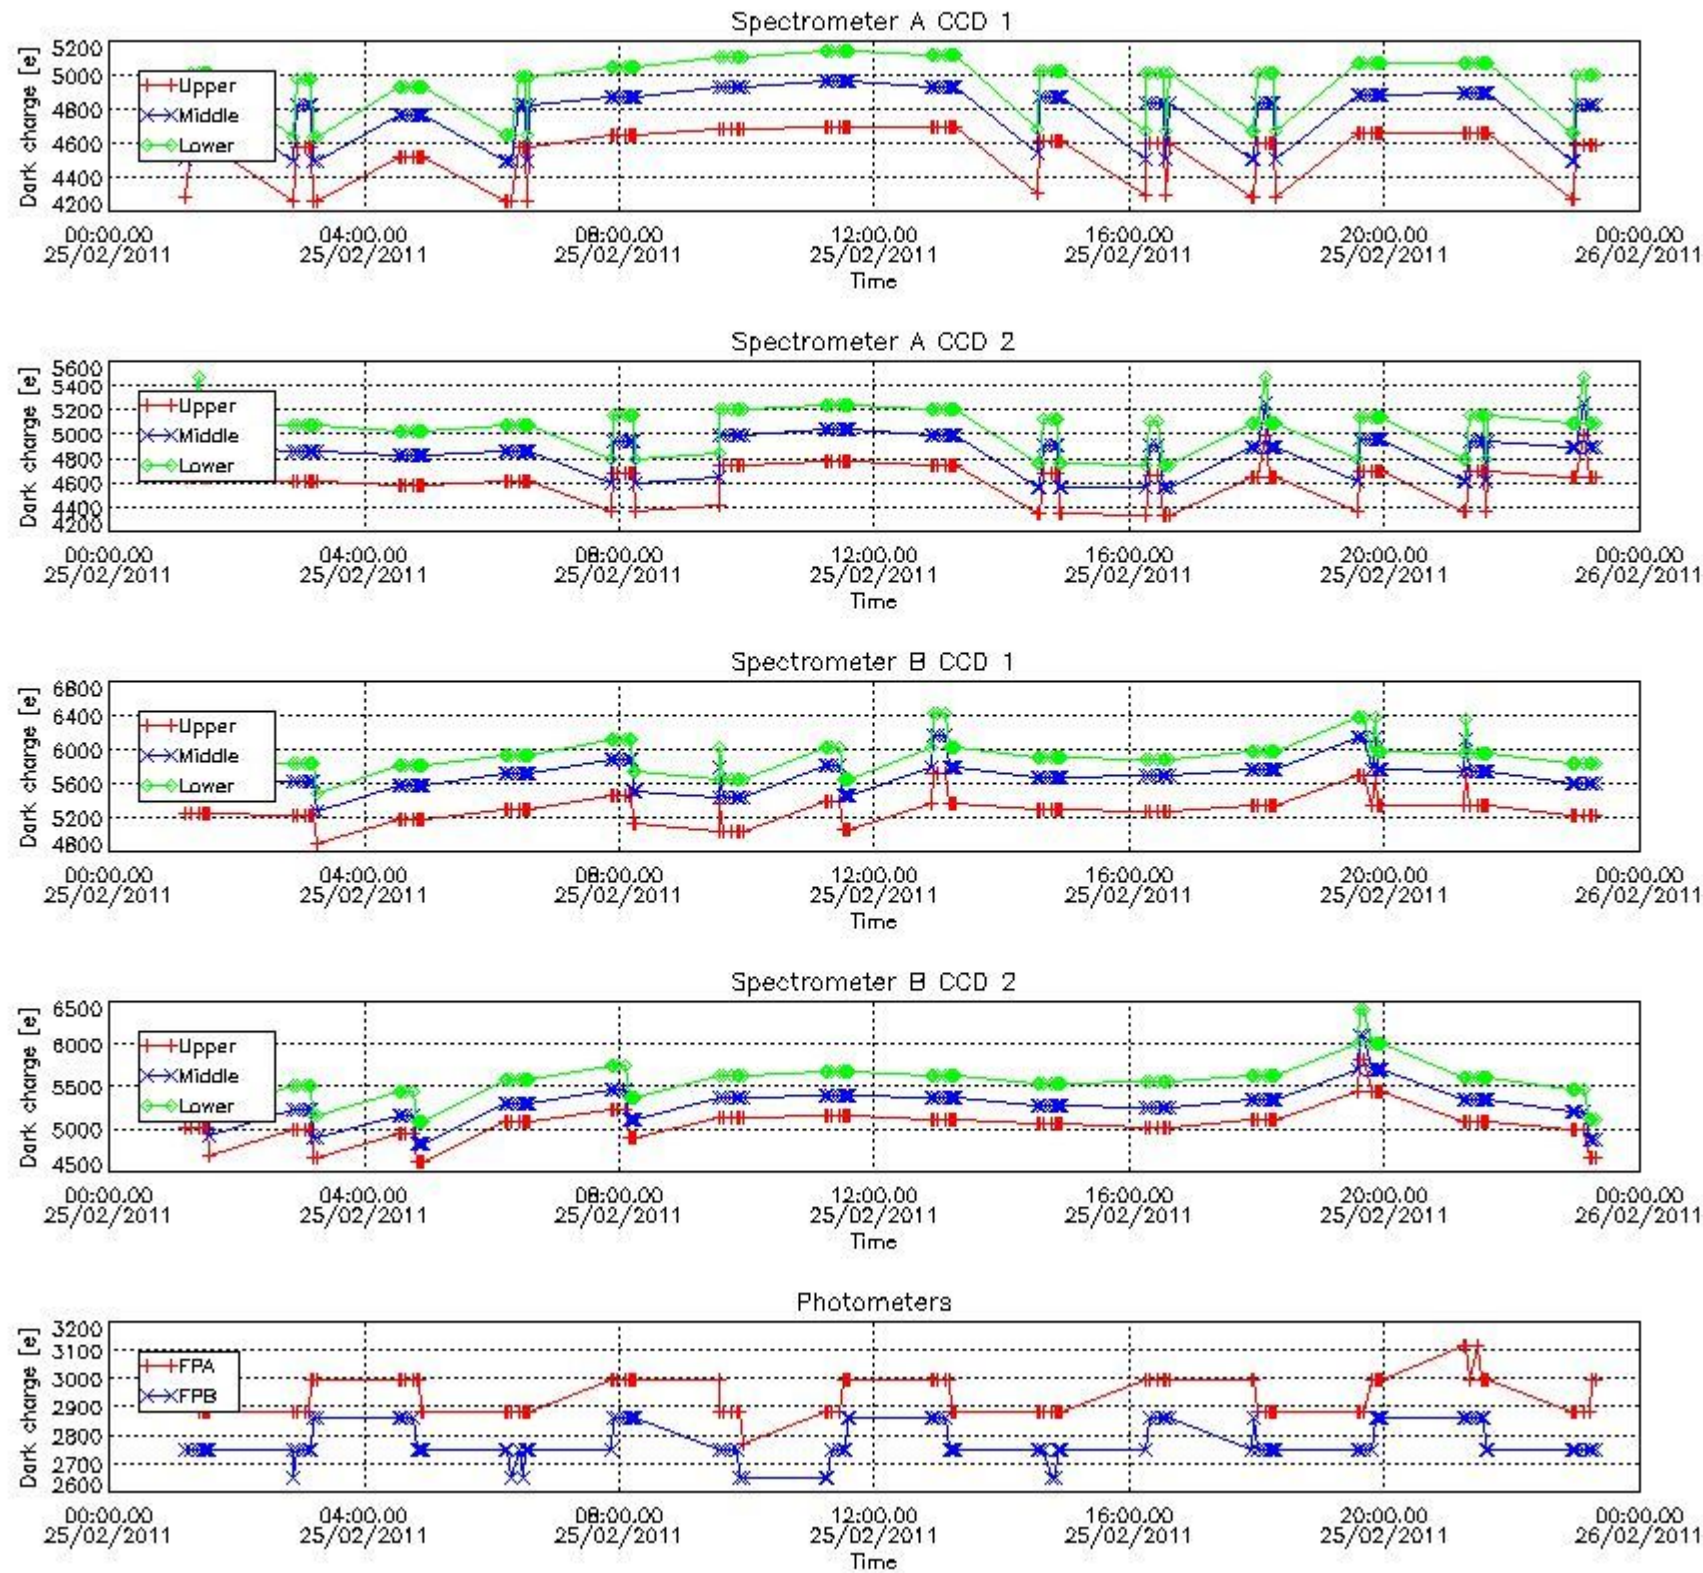 Spectrometer A CCD 1
Dark charge [e]
5200
5000
4800
4600
4400
4200
Upper
Middle
Lower
00:00.00 04:00.00 08:00.00 12:00.00 16:00.00 20:00.00 00:00.00
25/02/2011 25/02/2011 25/02/2011 25/02/2011 25/02/2011 25/02/2011 26/02/2011
Time
Spectrometer A CCD 2
Dark charge [e]
5600
5400
5200
5000
4800
4600
4400
4200
Upper
Middle
Lower
00:00.00 04:00.00 08:00.00 12:00.00 16:00.00 20:00.00 00:00.00
25/02/2011 25/02/2011 25/02/2011 25/02/2011 25/02/2011 25/02/2011 26/02/2011
Time
Spectrometer B CCD 1
Dark charge [e]
6800
6400
6000
5600
5200
4800
Upper
Middle
Lower
00:00.00 04:00.00 08:00.00 12:00.00 16:00.00 20:00.00 00:00.00
25/02/2011 25/02/2011 25/02/2011 25/02/2011 25/02/2011 25/02/2011 26/02/2011
Time
Spectrometer B CCD 2
Dark charge [e]
6500
6000
5500
5000
4500
Upper
Middle
Lower
00:00.00 04:00.00 08:00.00 12:00.00 16:00.00 20:00.00 00:00.00
25/02/2011 25/02/2011 25/02/2011 25/02/2011 25/02/2011 25/02/2011 26/02/2011
Time
Photometers
Dark charge [e]
3200
3100
3000
2900
2800
2700
2600
FPA
FPB
00:00.00 04:00.00 08:00.00 12:00.00 16:00.00 20:00.00 00:00.00
25/02/2011 25/02/2011 25/02/2011 25/02/2011 25/02/2011 25/02/2011 26/02/2011
Time